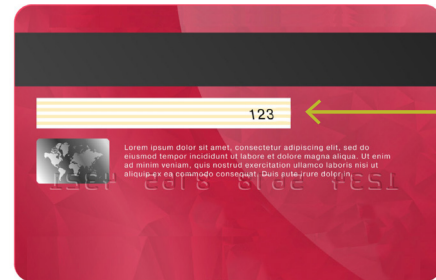 123
Lorem ipsum dolor sit amet, consectetur adipiscing elit, sed do
eiusmod tempor incididunt ut labore et dolore magna aliqua. Ut enim
ad minim veniam, quis nostrud exercitation ullamco laboris nisi ut
aliquip ex ea commodo consequat. Duis aute irure dolor in